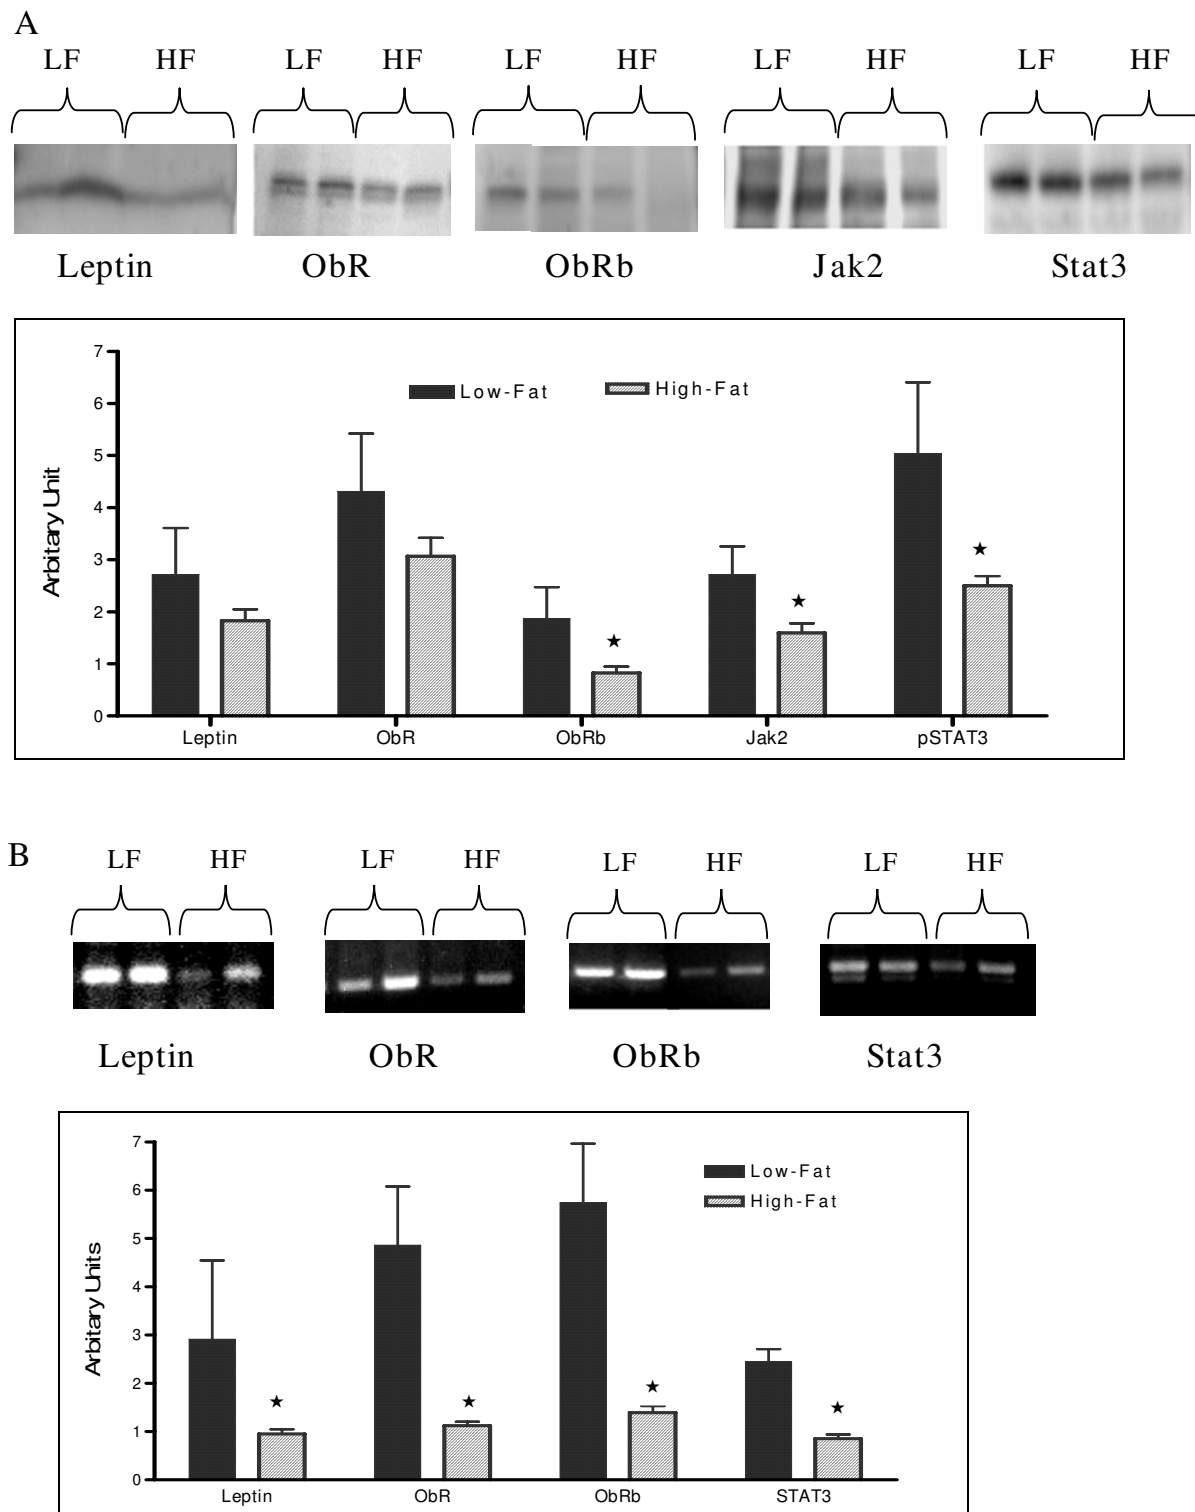 A
LF HF LF HF LF HF LF HF LF HF
Leptin ObR ObRb Jak2 Stat3
7
6
5
4
3
2
1
0
Arbitary Unit
Low-Fat High-Fat
★ ★ ★
Leptin ObR ObRb Jak2 pSTAT3
B
LF HF LF HF LF HF LF HF
Leptin ObR ObRb Stat3
7
6
5
4
3
2
1
0
Arbitary Units
Low-Fat
High-Fat
★ ★ ★ ★
Leptin ObR ObRb STAT3